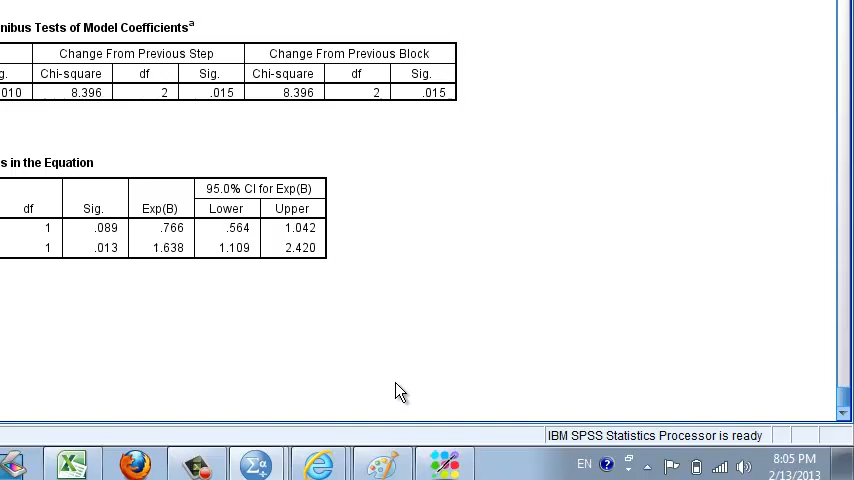 nibus Tests of Model Coefficientsa
Change From Previous Step Change From Previous Block
g. Chi-square df Sig. Chi-square df Sig.
010 8.396 2 .015 8.396 2 .015
s in the Equation
95.0% CI for Exp(B)
df Sig. Exp(B) Lower Upper
1 .089 .766 .564 1.042
1 .013 1.638 1.109 2.420
IBM SPSS Statistics Processor is ready
EN 8:05 PM
2/13/2013